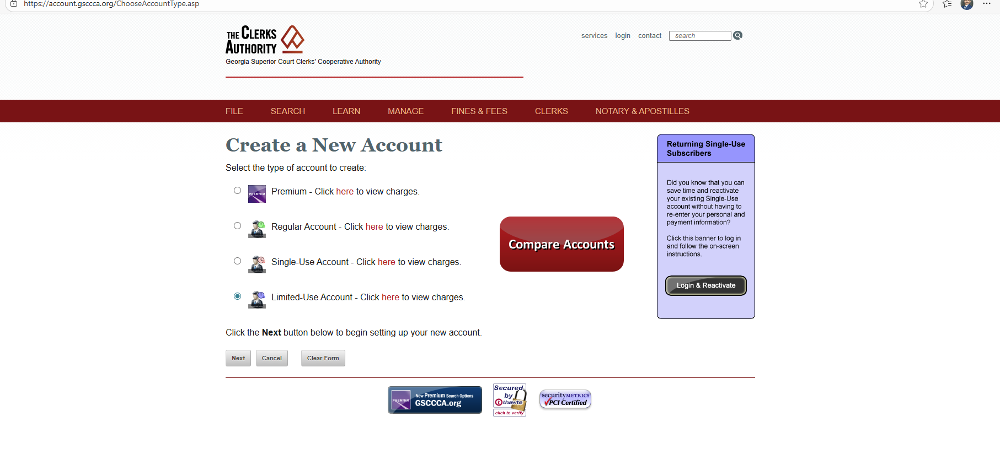 https://account.gsccca.org/ChooseAccountType.asp
THE CLERKS
AUTHORITY
Georgia Superior Court Clerks' Cooperative Authority
services login contact search
FILE SEARCH LEARN MANAGE FINES & FEES CLERKS NOTARY & APOSTILLES
Create a New Account
Select the type of account to create:
PREMIUM Premium - Click here to view charges.
Regular Account - Click here to view charges.
Single-Use Account - Click here to view charges.
Limited-Use Account - Click here to view charges.
Compare Accounts
Click the Next button below to begin setting up your new account.
Next Cancel Clear Form
Returning Single-Use
Subscribers
Did you know that you can
save time and reactivate
your existing Single-Use
account without having to
re-enter your personal and
payment information?
Click this banner to log in
and follow the on-screen
instructions.
Login & Reactivate
PREMIUM
New Premium Search Options
GSCCCA.org
Secured
by
thawte
click to verify
securityMETRICS
PCI Certified